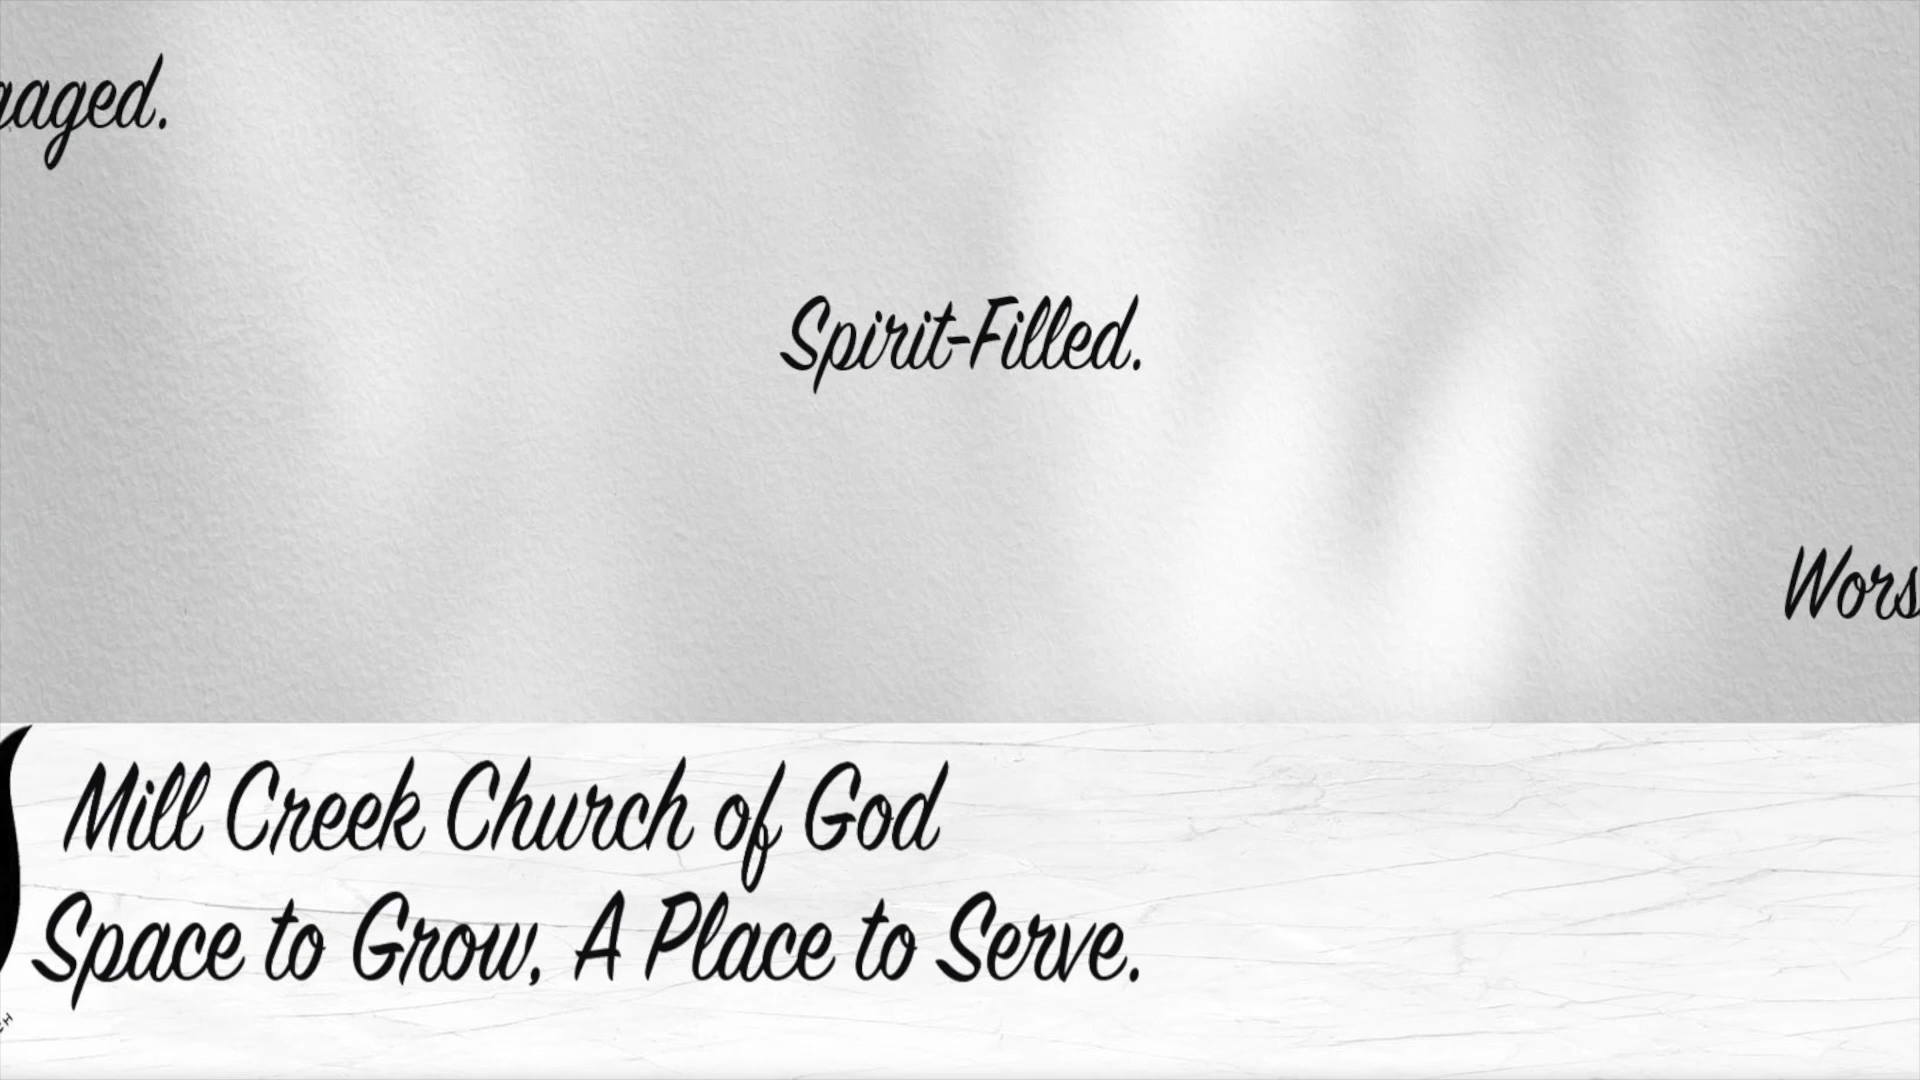 Spirit-Filled.
Mill Creek Church of God
Space to Grow, A Place to Serve.